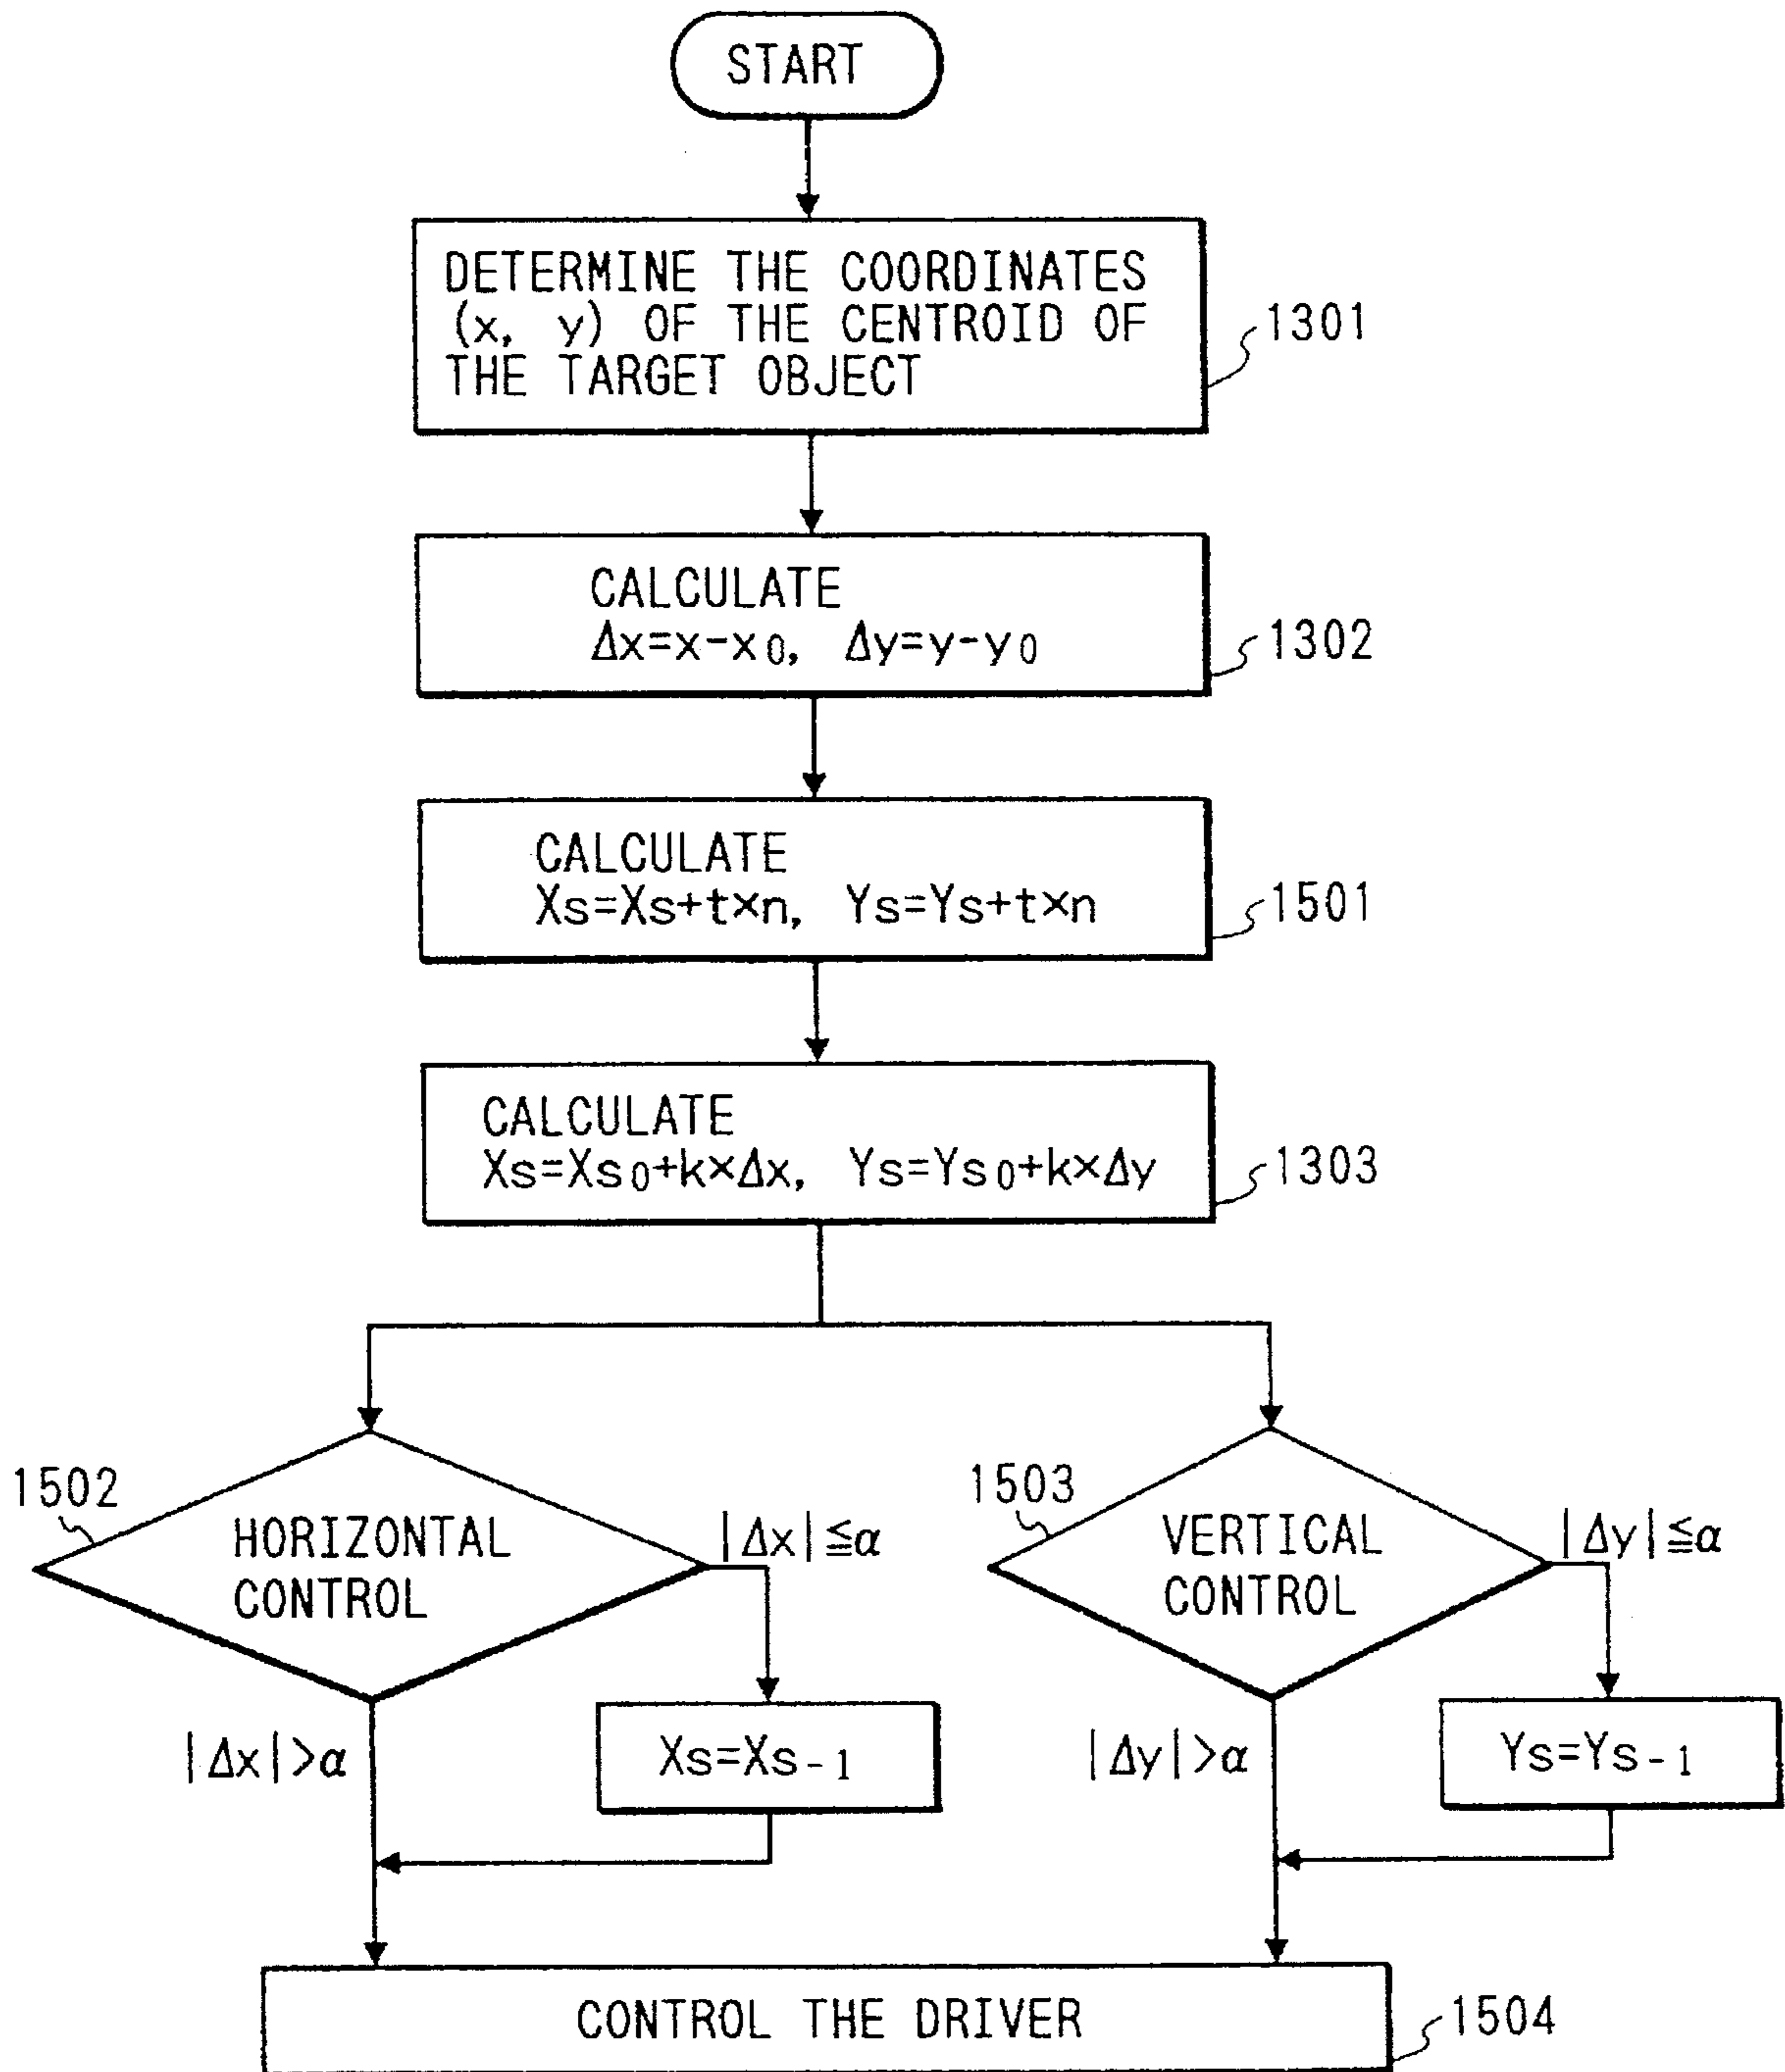 START
DETERMINE THE COORDINATES
(x, y) OF THE CENTROID OF
THE TARGET OBJECT
1301
CALCULATE
Δx=x-x₀, Δy=y-y₀
1302
CALCULATE
Xs=Xs+t×n, Ys=Ys+t×n
1501
CALCULATE
Xs=Xs₀+k×Δx, Ys=Ys₀+k×Δy
1303
1502
HORIZONTAL
CONTROL
|Δx|≦α
|Δx|>α
Xs=Xs₋₁
1503
VERTICAL
CONTROL
|Δy|≦α
|Δy|>α
Ys=Ys₋₁
CONTROL THE DRIVER
1504